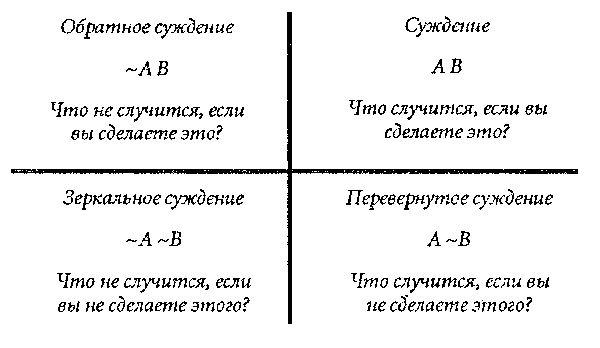 Обратное суждение
~A B
Что не случится, если
вы сделаете это?
Суждение
A B
Что случится, если вы
сделаете это?
Зеркальное суждение
~A ~B
Что не случится, если
вы не сделаете этого?
Перевернутое суждение
A ~B
Что случится, если вы
не сделаете этого?